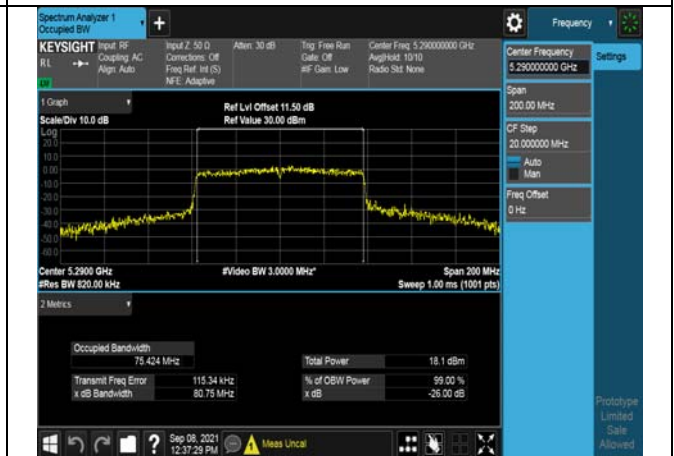 Spectrum Analyzer 1
Occupied BW
+
Frequency
KEYSIGHT
RL
Input: RF
Coupling: AC
Align: Auto
Input Z: 50 Ω
Corrections: Off
Freq Ref: Int (S)
NFE: Adaptive
Atten: 30 dB
Trig: Free Run
Gate: Off
#IF Gain: Low
Center Freq: 5.290000000 GHz
Avg|Hold: 10/10
Radio Std: None
LW
Center Frequency
5.290000000 GHz
Settings
Span
200.00 MHz
CF Step
20.000000 MHz
Auto
Man
Freq Offset
0 Hz
1 Graph
Scale/Div 10.0 dB
Ref Lvl Offset 11.50 dB
Ref Value 30.00 dBm
Log
20.0
10.0
0.00
-10.0
-20.0
-30.0
-40.0
-50.0
-60.0
Center 5.2900 GHz
#Res BW 820.00 kHz
#Video BW 3.0000 MHz*
Span 200 MHz
Sweep 1.00 ms (1001 pts)
2 Metrics
Occupied Bandwidth
75.424 MHz
Total Power
18.1 dBm
Transmit Freq Error
115.34 kHz
% of OBW Power
99.00 %
x dB Bandwidth
80.75 MHz
x dB
-26.00 dB
Prototype
Limited
Sale
Allowed
?
Sep 08, 2021
12:37:29 PM
Meas Uncal